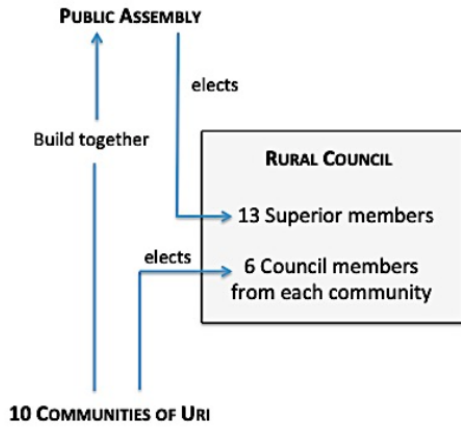 PUBLIC ASSEMBLY
elects
Build together
RURAL COUNCIL
13 Superior members
elects
6 Council members
from each community
10 COMMUNITIES OF URI